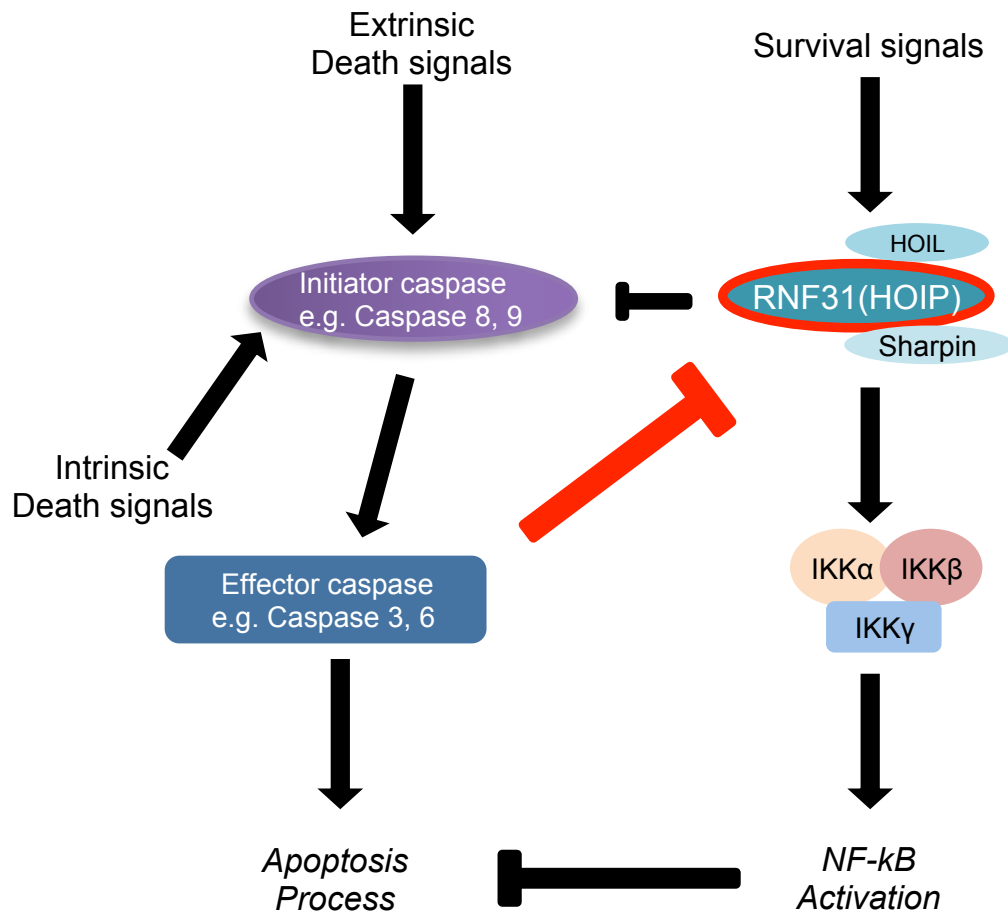 Extrinsic
Death signals
Survival signals
HOIL
Initiator caspase
e.g. Caspase 8, 9
RNF31(HOIP)
Sharpin
Intrinsic
Death signals
Effector caspase
e.g. Caspase 3, 6
IKKα
IKKβ
IKKγ
Apoptosis
Process
NF-kB
Activation